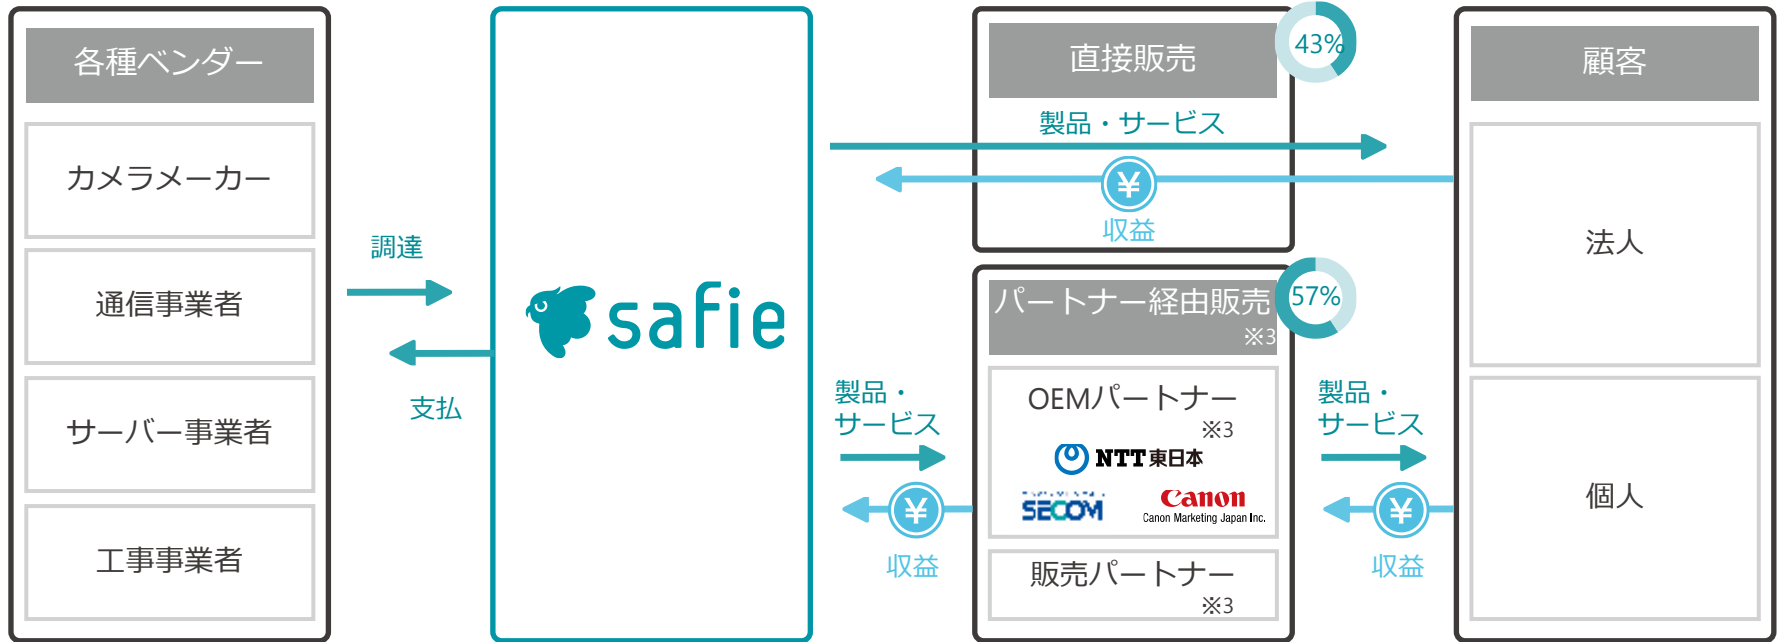 各種ベンダー
カメラメーカー
通信事業者
サーバー事業者
工事事業者
調達
支払
safie
直接販売
43%
製品・サービス
¥
収益
パートナー経由販売
※3
57%
OEMパートナー
※3
NTT東日本
SECOM
Canon
Canon Marketing Japan Inc.
販売パートナー
※3
製品・
サービス
¥
収益
製品・
サービス
¥
収益
顧客
法人
個人